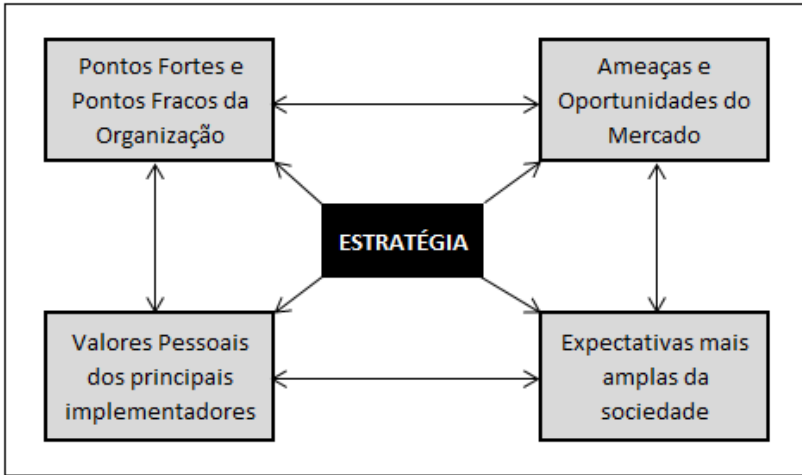 Pontos Fortes e
Pontos Fracos da
Organização
Ameaças e
Oportunidades do
Mercado
ESTRATÉGIA
Valores Pessoais
dos principais
implementadores
Expectativas mais
amplas da
sociedade